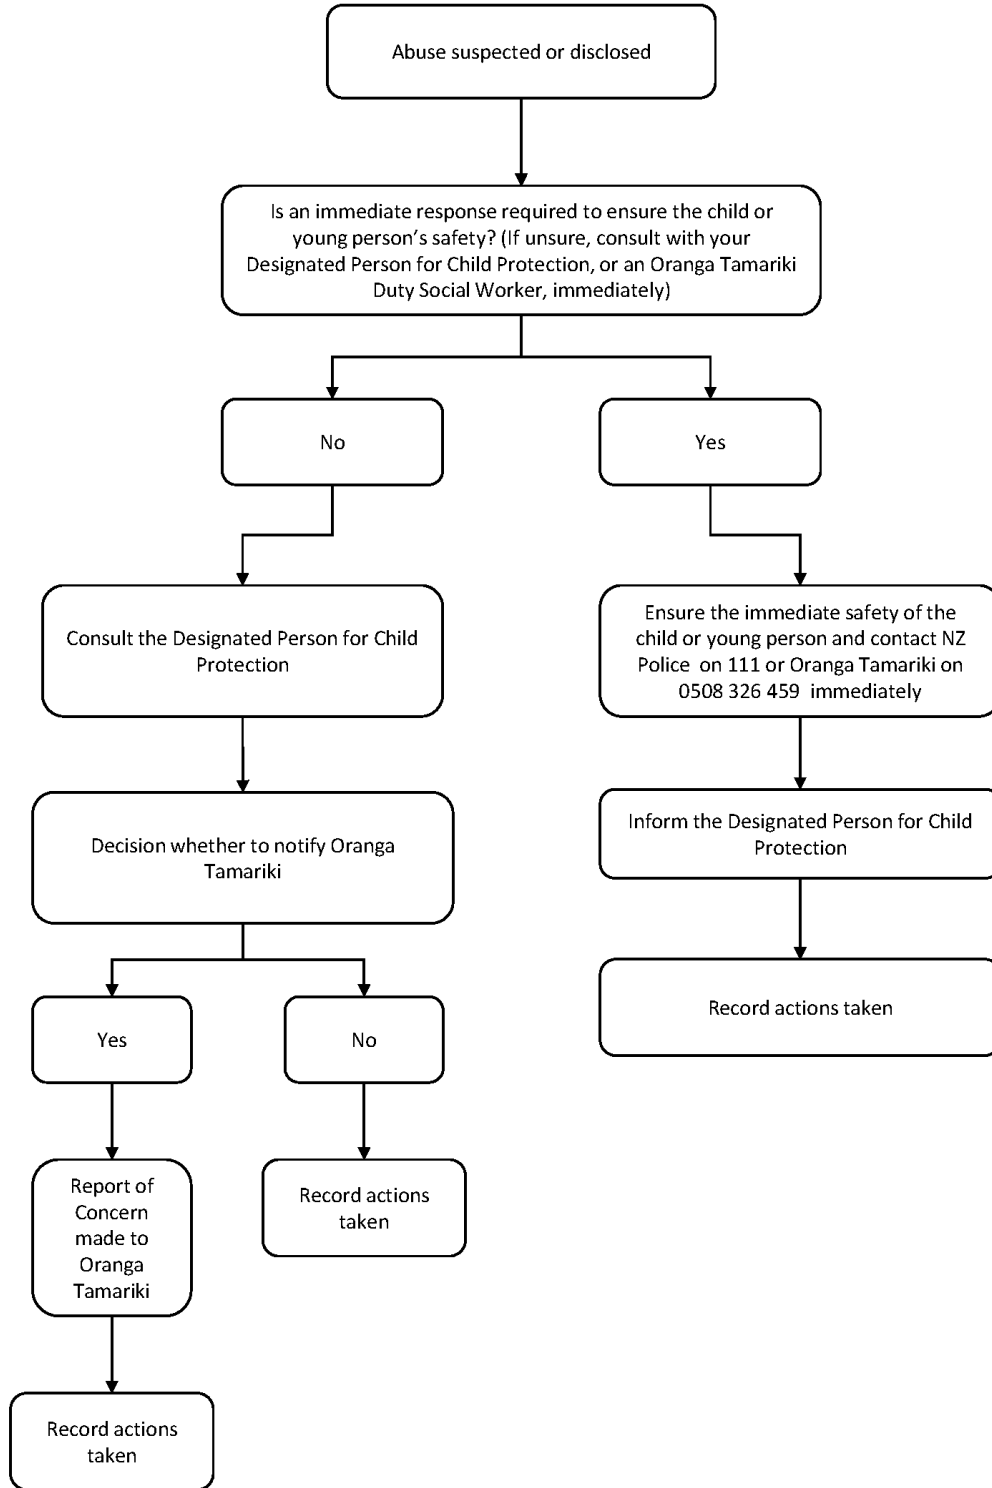 Abuse suspected or disclosed
Is an immediate response required to ensure the child or
young person’s safety? (If unsure, consult with your
Designated Person for Child Protection, or an Oranga Tamariki
Duty Social Worker, immediately)
No
Yes
Consult the Designated Person for Child
Protection
Ensure the immediate safety of the
child or young person and contact NZ
Police on 111 or Oranga Tamariki on
0508 326 459 immediately
Decision whether to notify Oranga
Tamariki
Inform the Designated Person for Child
Protection
Yes
No
Record actions taken
Report of
Concern
made to
Oranga
Tamariki
Record actions
taken
Record actions
taken